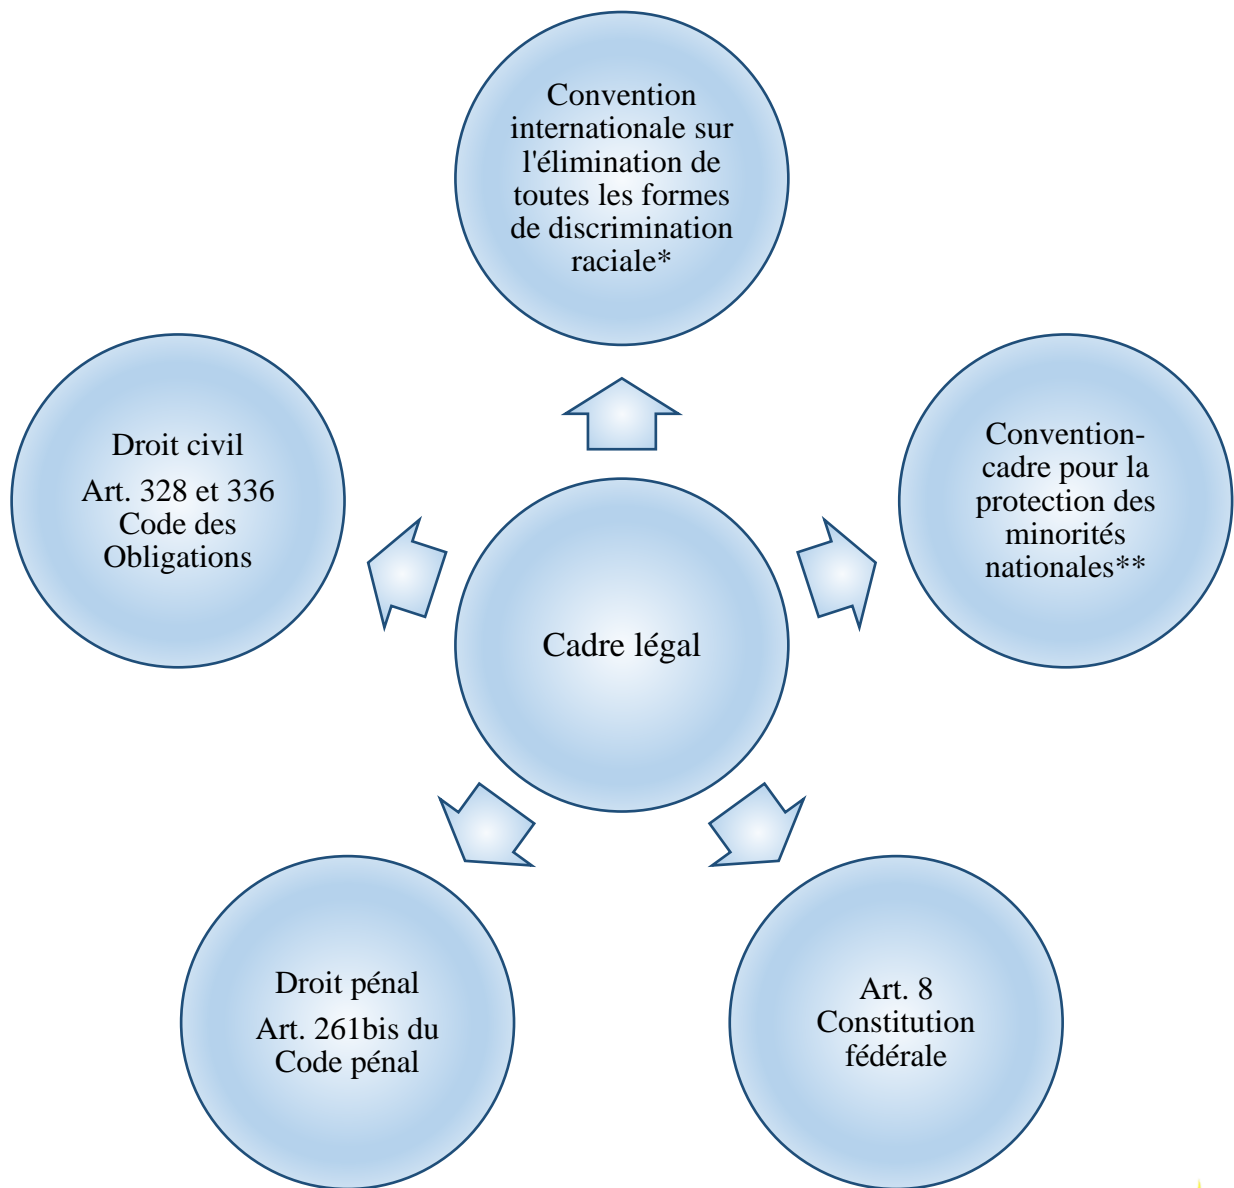 Convention
internationale sur
l'élimination de
toutes les formes
de discrimination
raciale*
Droit civil
Art. 328 et 336
Code des
Obligations
Convention-
cadre pour la
protection des
minorités
nationales**
Cadre légal
Droit pénal
Art. 261bis du
Code pénal
Art. 8
Constitution
fédérale